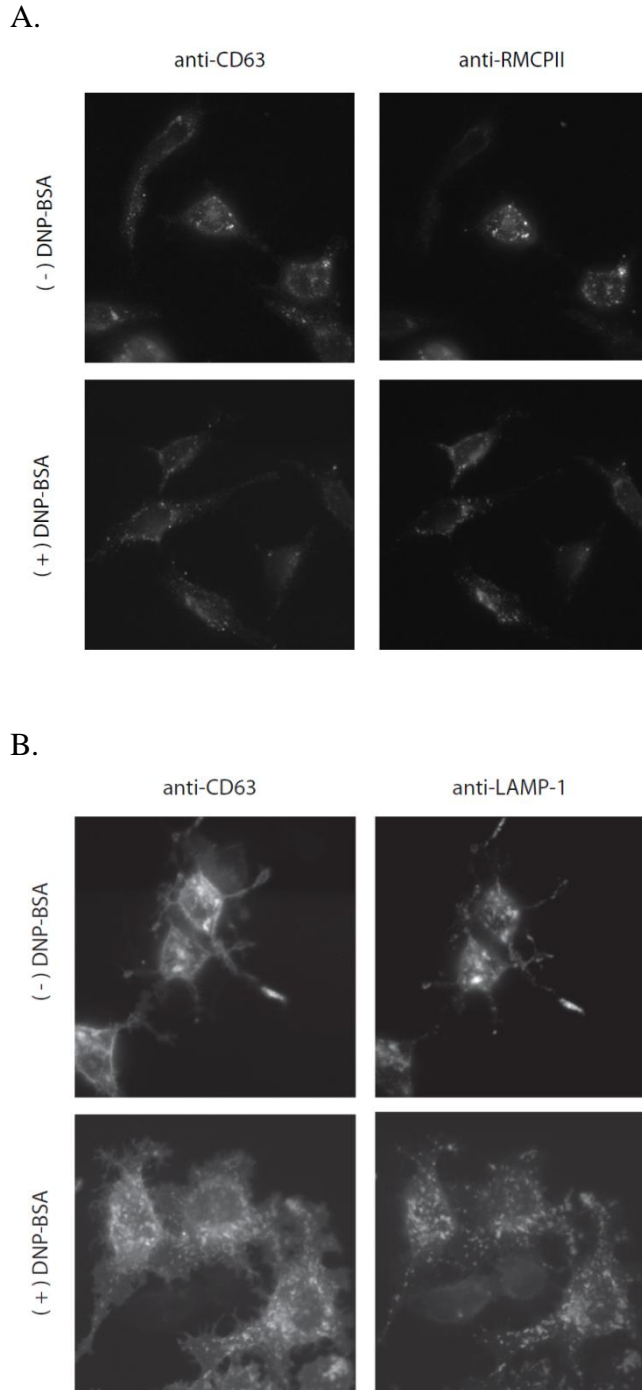 A.
anti-CD63 anti-RMCPII
( - ) DNP-BSA
( + ) DNP-BSA
B.
anti-CD63 anti-LAMP-1
( - ) DNP-BSA
( + ) DNP-BSA